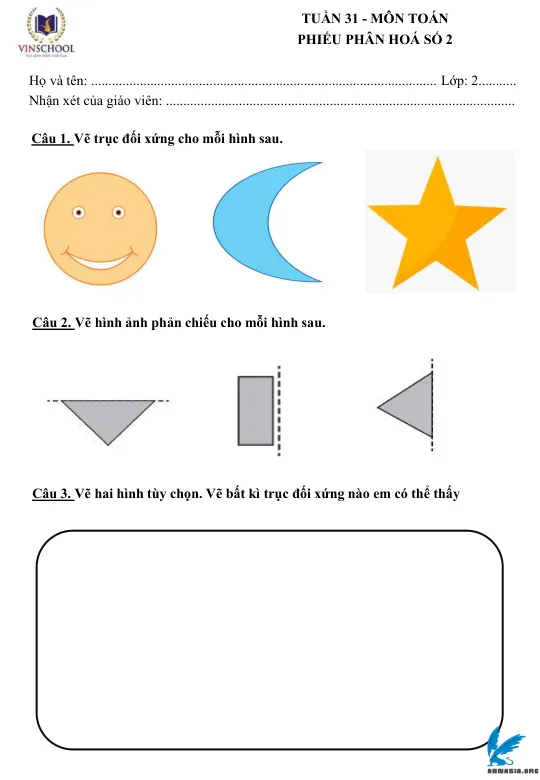 TUẦN 31 - MÔN TOÁN
PHIẾU PHÂN HOÁ SỐ 2
VINSCHOOL
Họ và tên: .................................................................................................... Lớp: 2...........
Nhận xét của giáo viên: .....................................................................................................
Câu 1. Vẽ trục đối xứng cho mỗi hình sau.
Câu 2. Vẽ hình ảnh phản chiếu cho mỗi hình sau.
Câu 3. Vẽ hai hình tùy chọn. Vẽ bất kì trục đối xứng nào em có thể thấy